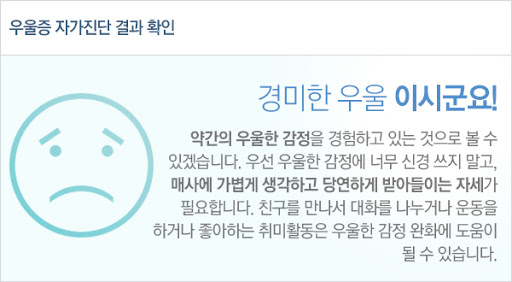 우울증 자가진단 결과 확인
경미한 우울 이시군요!
약간의 우울한 감정을 경험하고 있는 것으로 볼 수
있겠습니다. 우선 우울한 감정에 너무 신경 쓰지 말고,
매사에 가볍게 생각하고 당연하게 받아들이는 자세가
필요합니다. 친구를 만나서 대화를 나누거나 운동을
하거나 좋아하는 취미활동은 우울한 감정 완화에 도움이
될 수 있습니다.